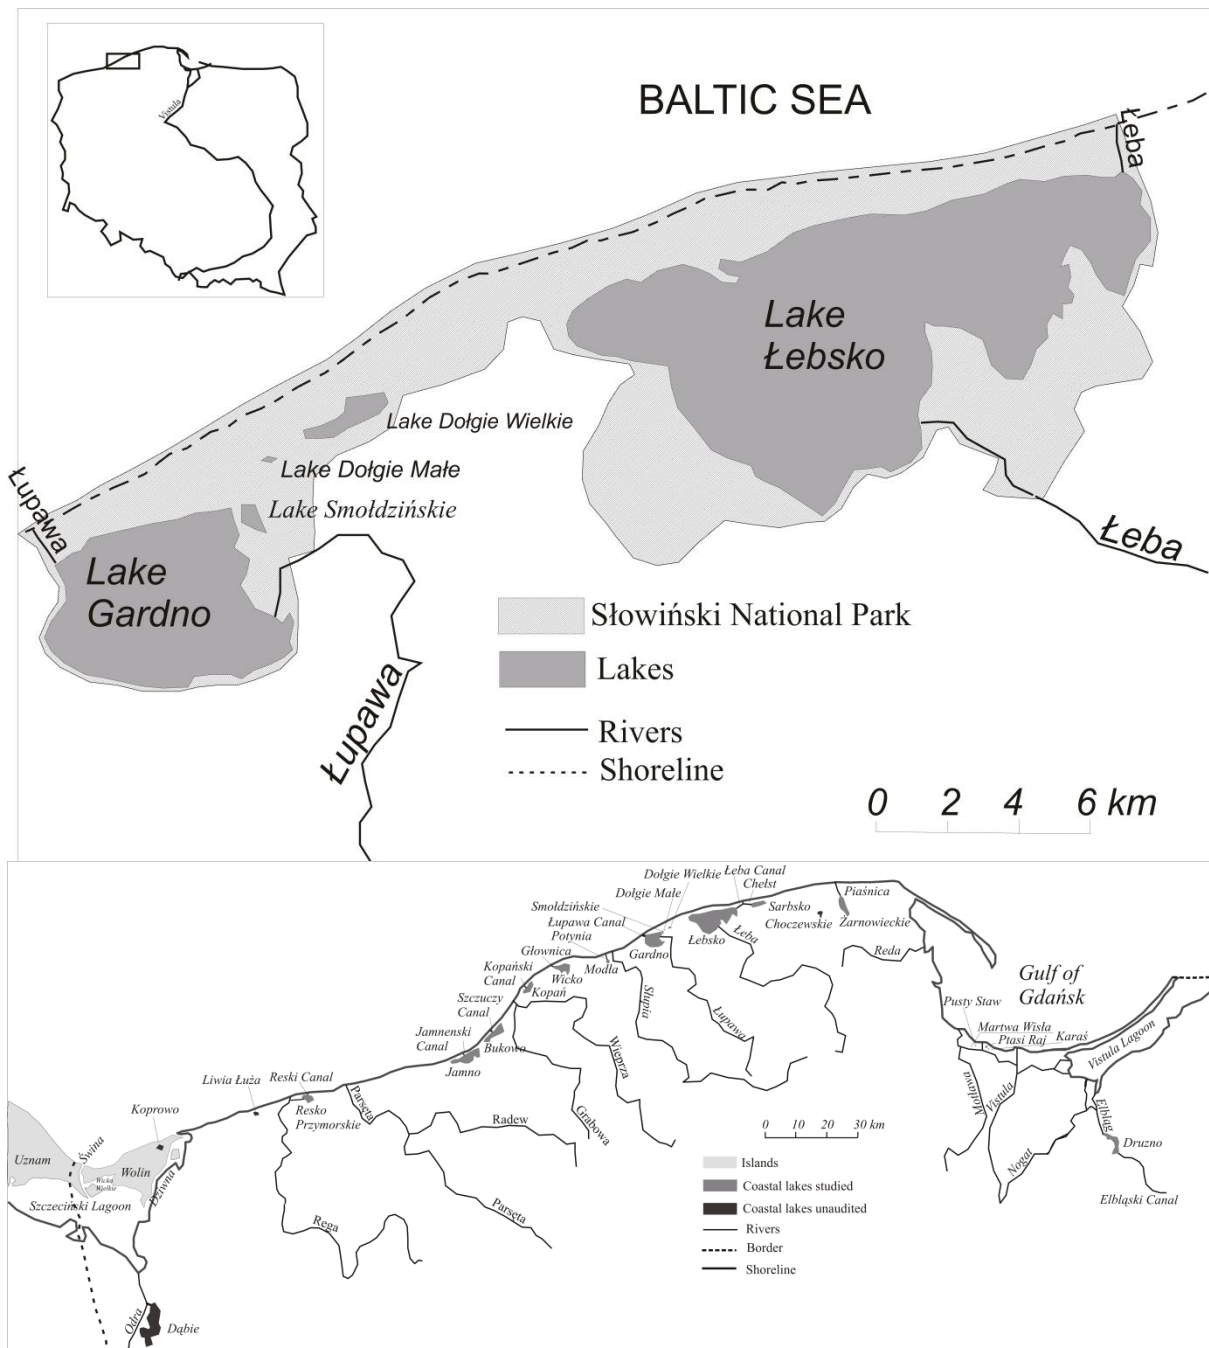 BALTIC SEA
Vistula
Łeba
Lake
Łebsko
Lake Dołgie Wielkie
Lake Dołgie Małe
Lake Smołdzińskie
Łupawa
Lake
Gardno
Łeba
Łupawa
Słowiński National Park
Lakes
Rivers
Shoreline
0 2 4 6 km
Dołgie Wielkie
Łeba Canal
Chełst
Dołgie Małe
Piaśnica
Smołdzińskie
Sarbsko
Łupawa Canal
Choczewskie
Żarnowieckie
Potynia
Gardno
Łebsko
Łeba
Głownica
Modła
Reda
Kopański
Canal
Wicko
Kopań
Gulf of
Gdańsk
Szczuczy
Canal
Słupia
Łupawa
Pusty Staw
Martwa Wisła
Ptasi Raj
Karaś
Vistula Lagoon
Jamnenski
Canal
Bukowo
Jamno
Wieprza
Reski Canal
Liwia Łuża
Resko
Przymorskie
Parsęta
Radew
Grabowa
Motława
Vistula
Elbląg
Koprowo
Druzno
Świna
Uznam
Wolin
Wicko
Wielkie
Dziwna
Nogat
Szczeciński Lagoon
Elbląski Canal
Rega
Parsęta
0 10 20 30 km
Islands
Coastal lakes studied
Coastal lakes unaudited
Rivers
Border
Shoreline
Odra
Dąbie